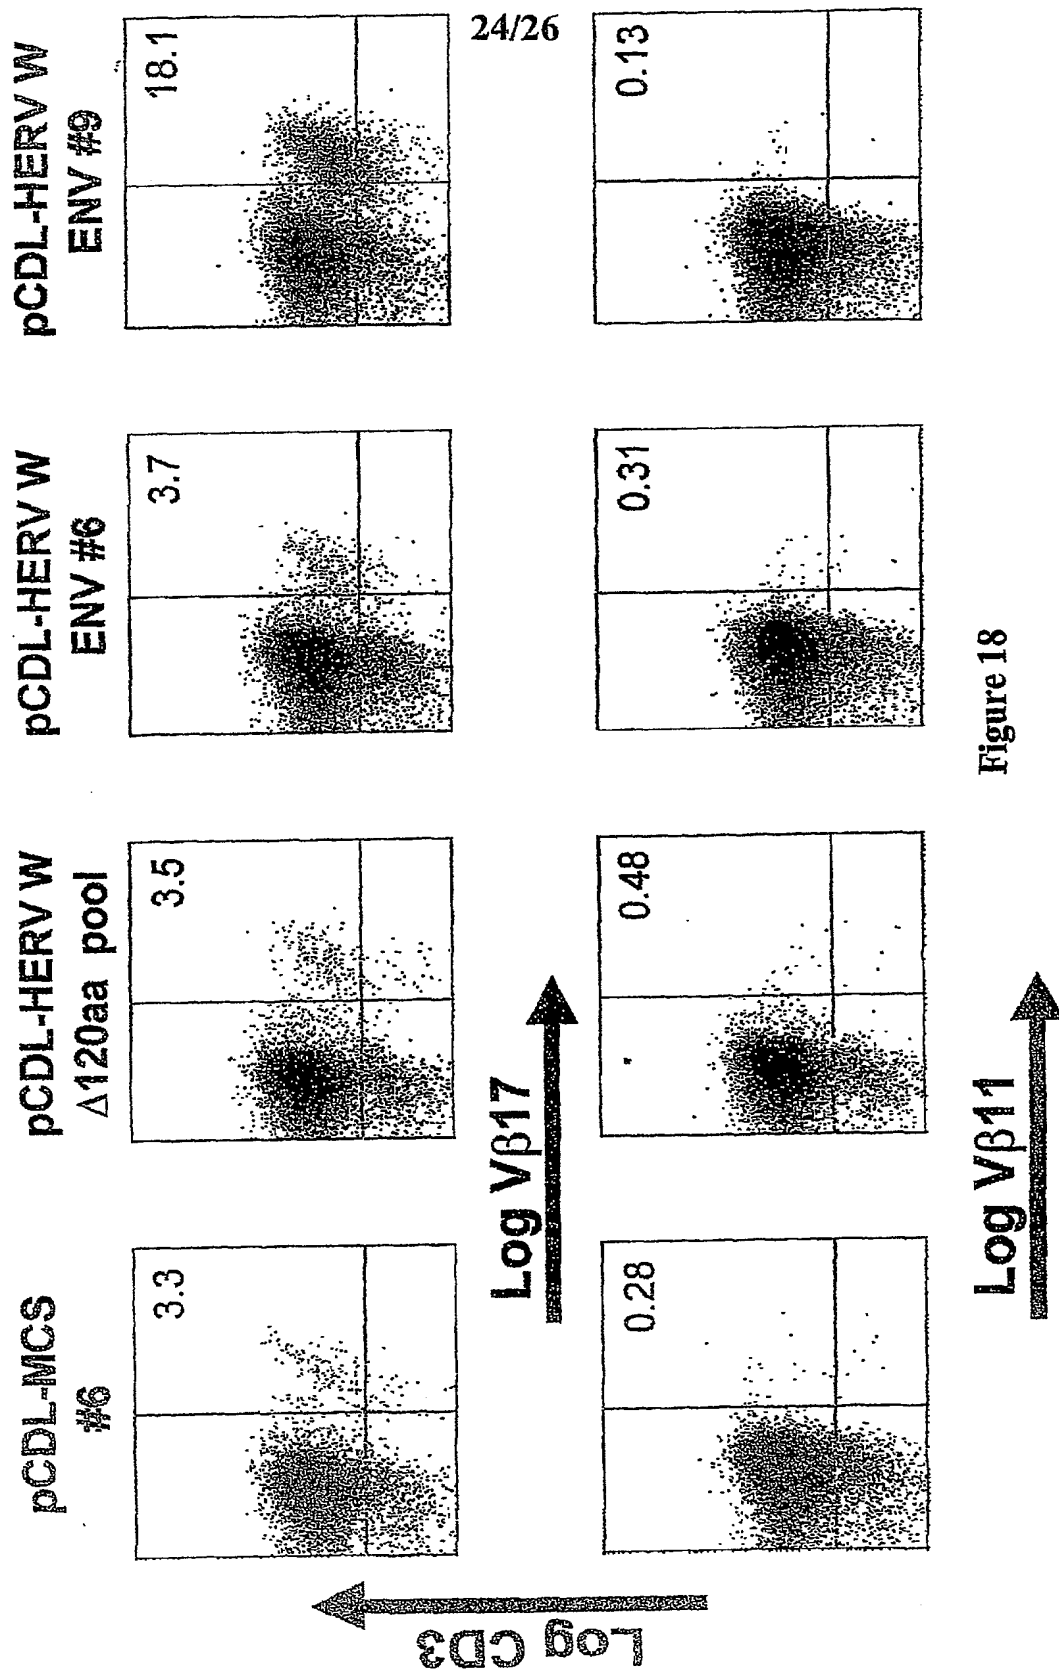 24/26
pCDL-MCS
#6
pCDL-HERV W
Δ120aa pool
pCDL-HERV W
ENV #6
pCDL-HERV W
ENV #9
3.3
3.5
3.7
18.1
Log CD3
Log Vβ17
0.28
0.48
0.31
0.13
Log Vβ11
Figure 18